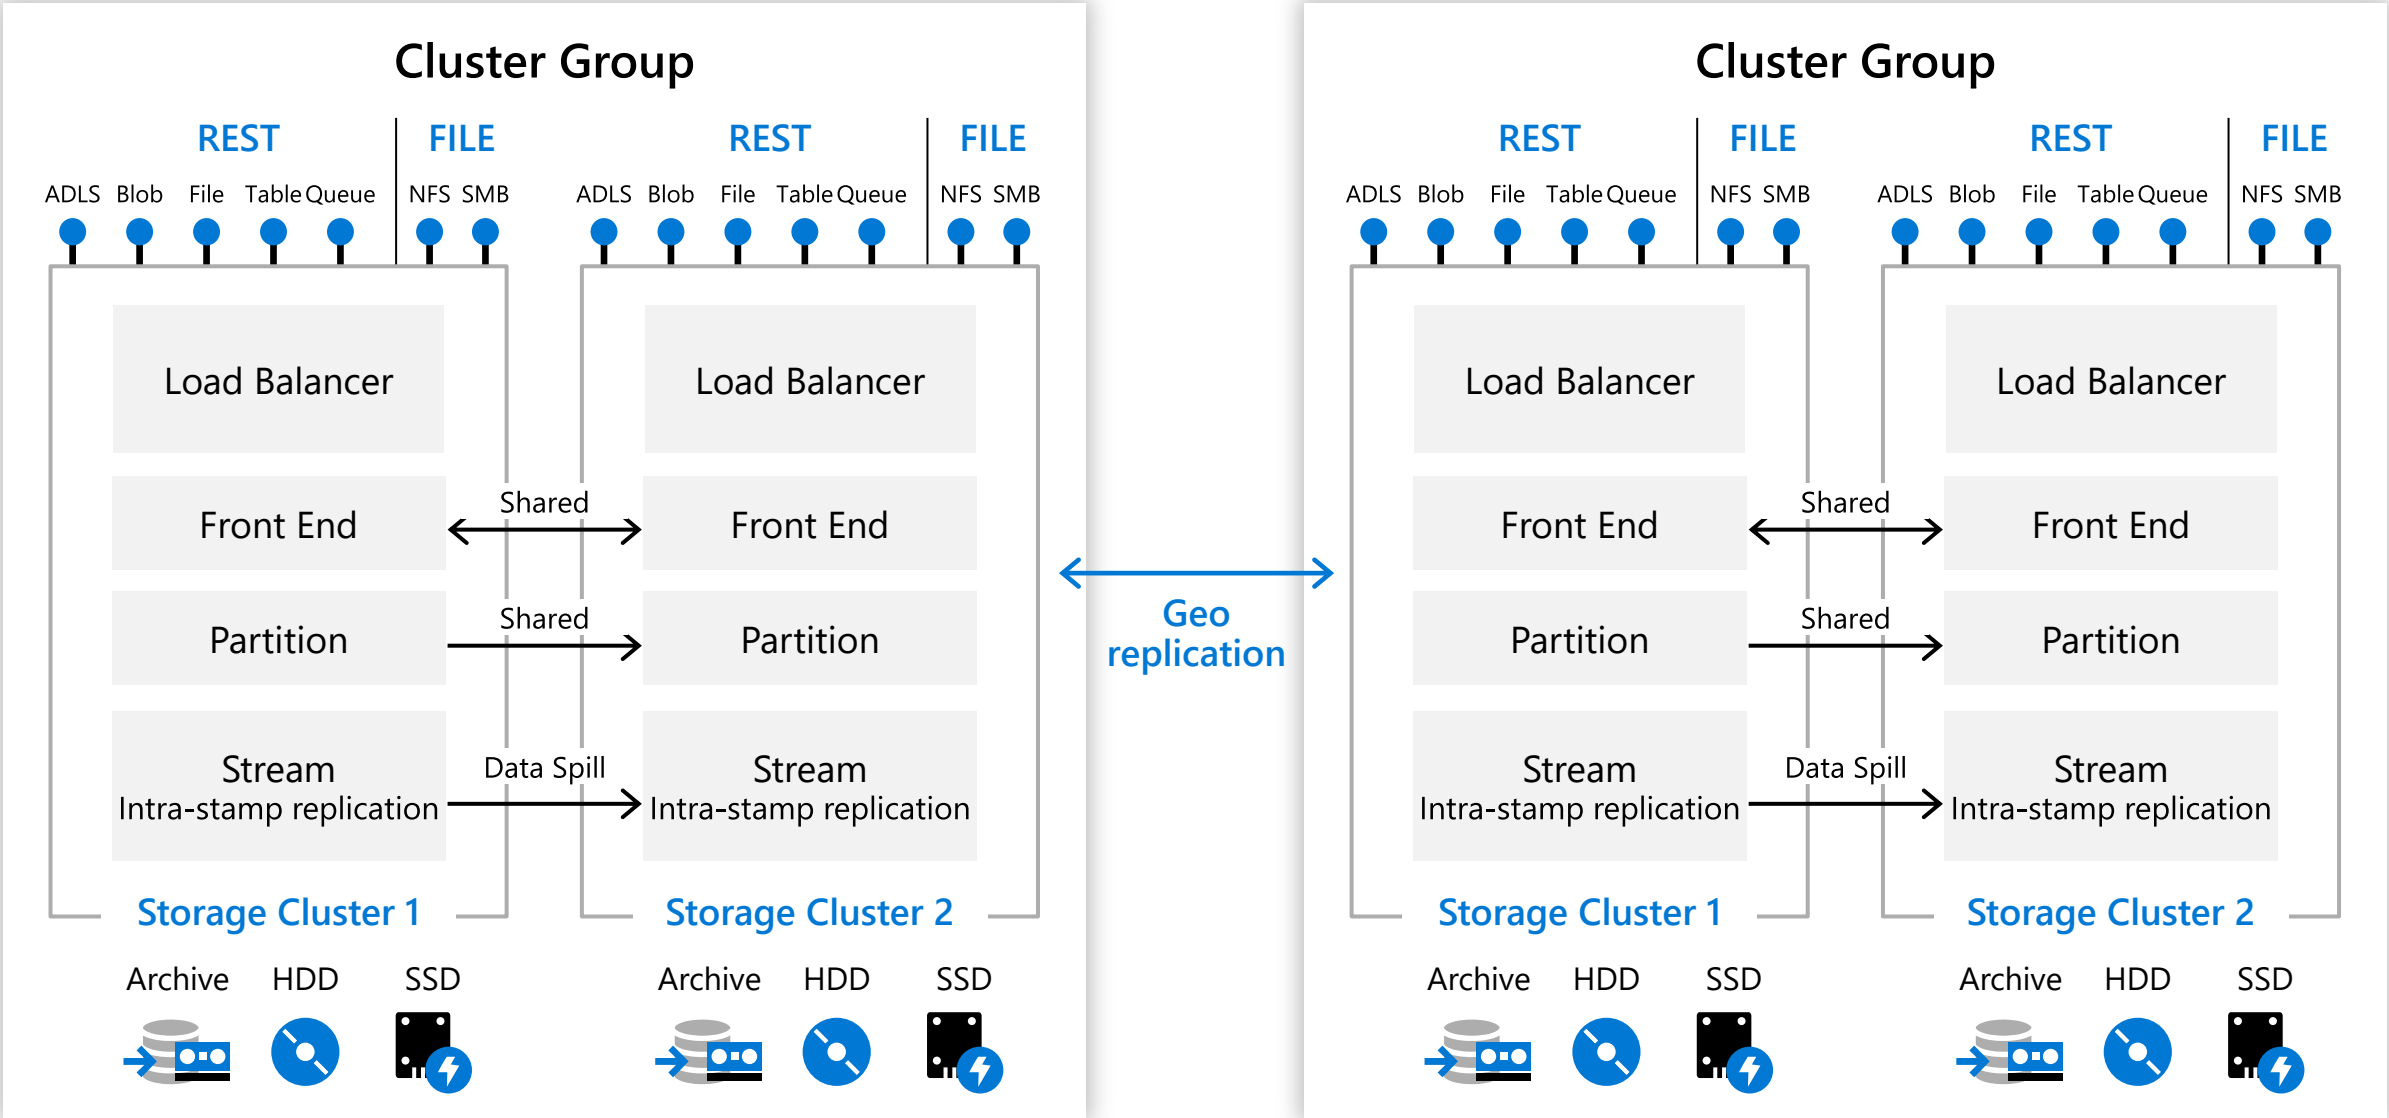 Cluster Group
REST FILE REST FILE
ADLS Blob File Table Queue NFS SMB ADLS Blob File Table Queue NFS SMB
Load Balancer Load Balancer
Front End Shared Front End
Partition Shared Partition
Stream Data Spill Stream
Intra-stamp replication Intra-stamp replication
Storage Cluster 1 Storage Cluster 2
Archive HDD SSD Archive HDD SSD
Geo
replication
Cluster Group
REST FILE REST FILE
ADLS Blob File Table Queue NFS SMB ADLS Blob File Table Queue NFS SMB
Load Balancer Load Balancer
Front End Shared Front End
Partition Shared Partition
Stream Data Spill Stream
Intra-stamp replication Intra-stamp replication
Storage Cluster 1 Storage Cluster 2
Archive HDD SSD Archive HDD SSD